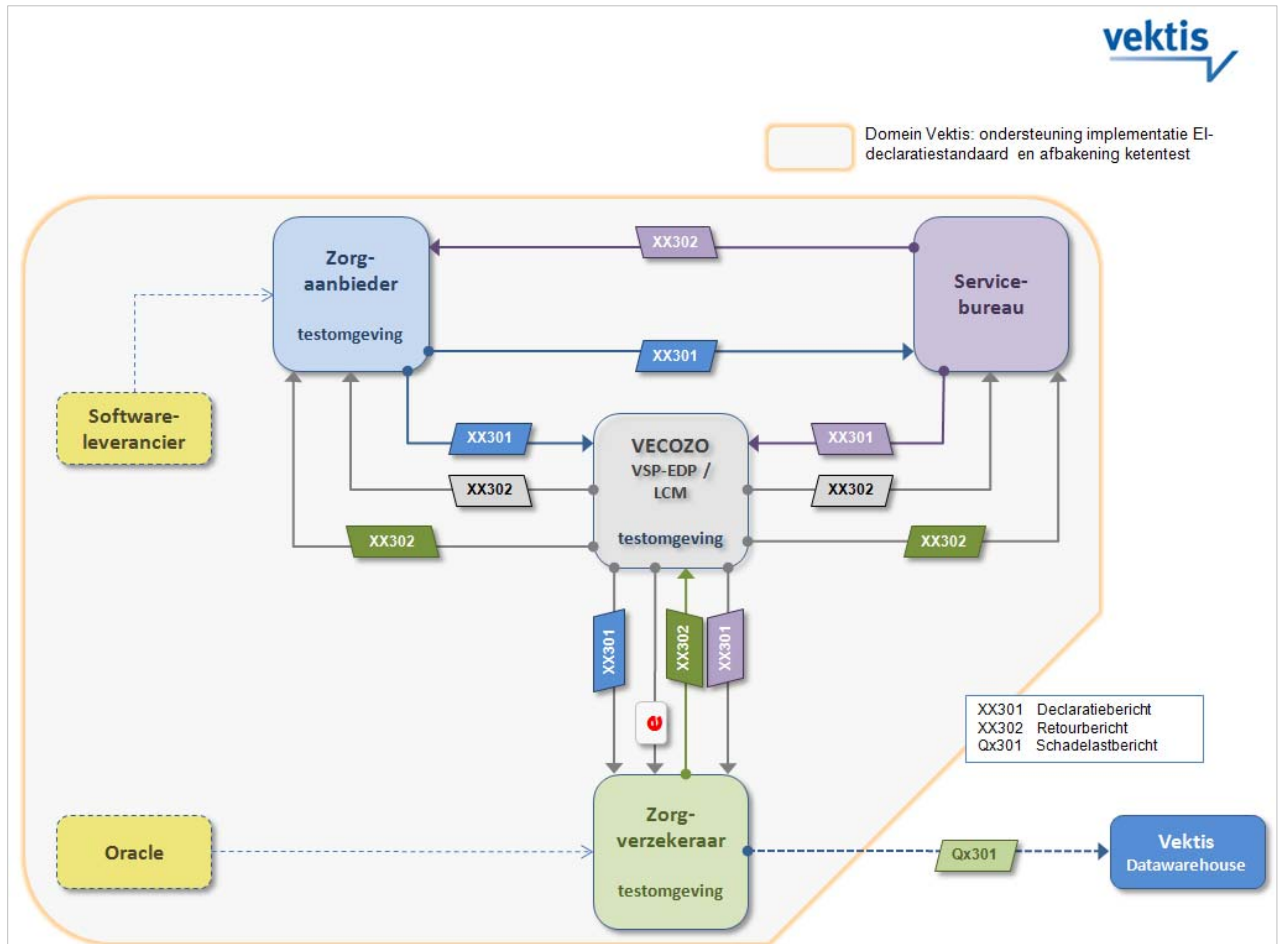 vektis
Domein Vektis: ondersteuning implementatie EI-
declaratiestandaard en afbakening ketentest
Zorg-
aanbieder
testomgeving
XX302
Service-
bureau
XX301
Software-
leverancier
XX301
VECOZO
VSP-EDP /
LCM
testomgeving
XX301
XX302
XX302
XX302
XX302
XX301
XX302
XX301
e
XX301 Declaratiebericht
XX302 Retourbericht
Qx301 Schadelastbericht
Oracle
Zorg-
verzekeraar
testomgeving
Qx301
Vektis
Datawarehouse